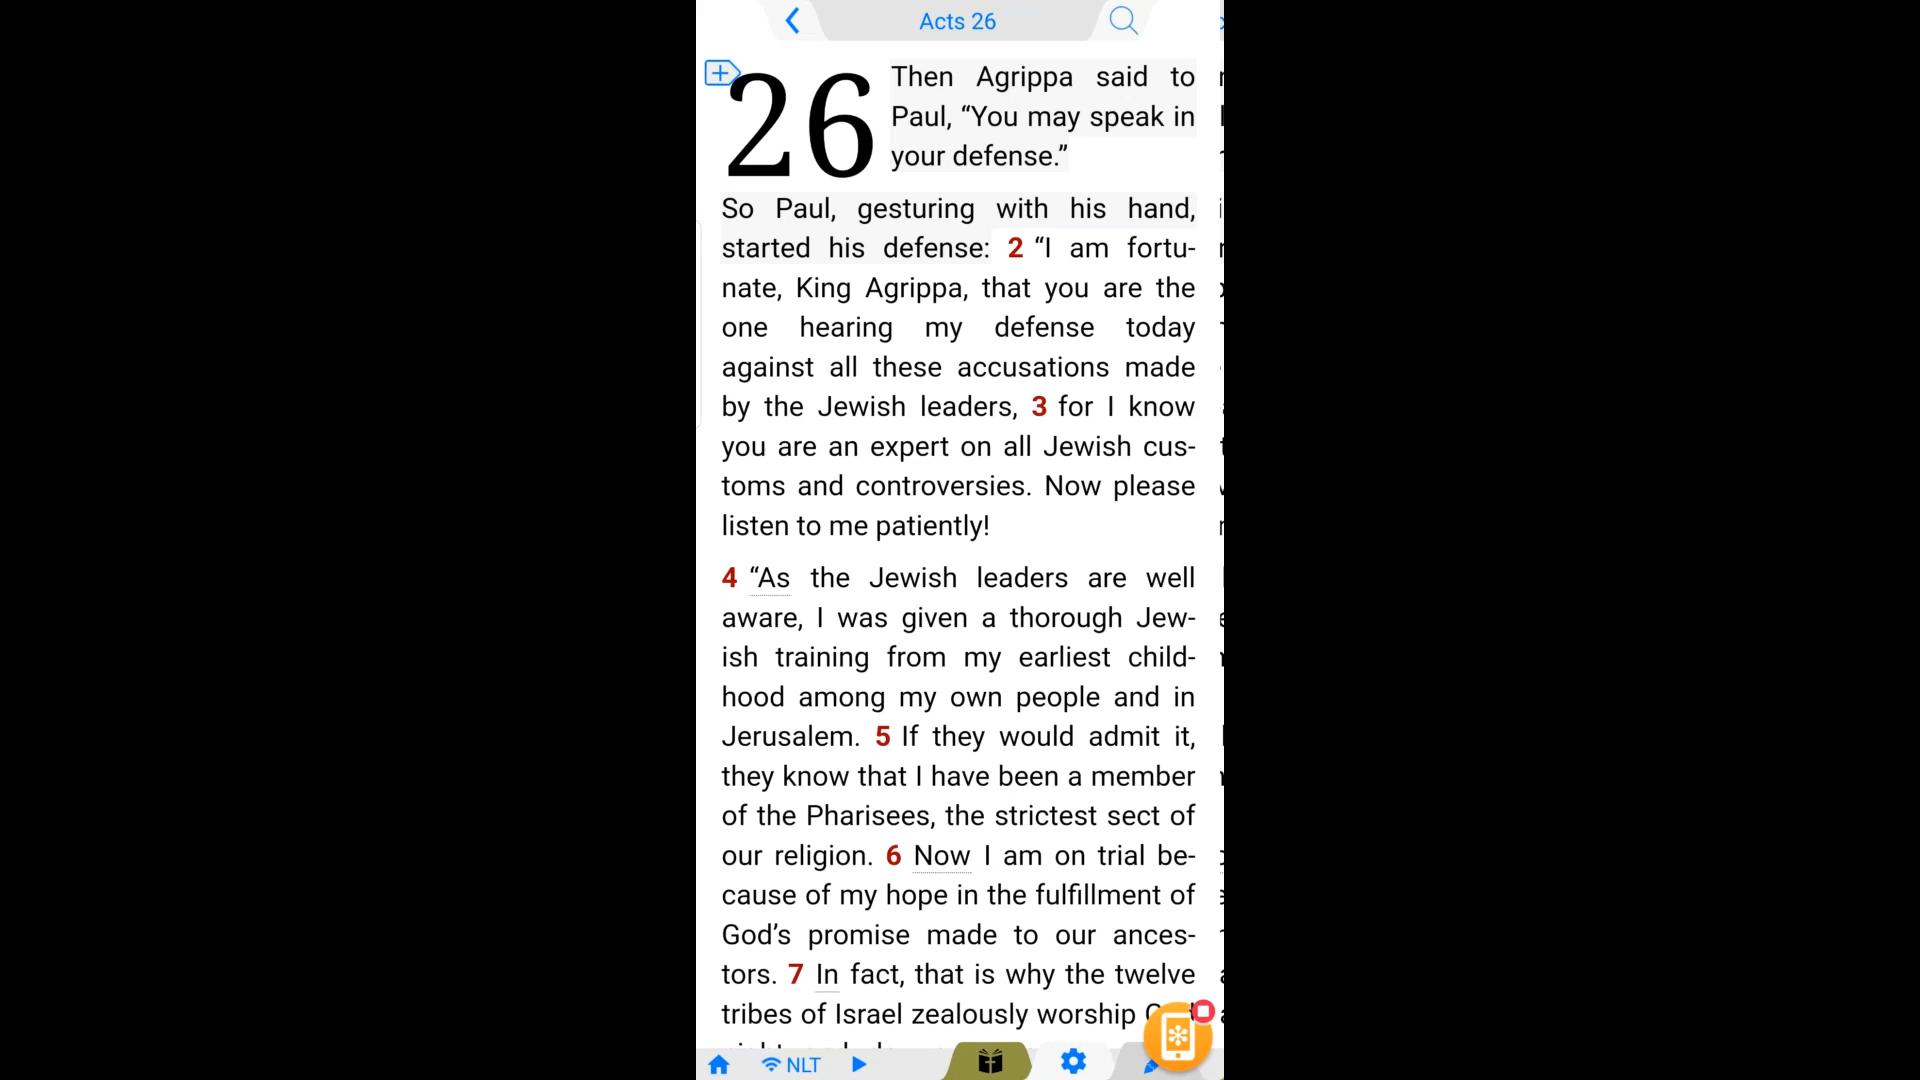 Acts 26
26 Then Agrippa said to
Paul, “You may speak in
your defense.”
So Paul, gesturing with his hand,
started his defense: 2 “I am fortu-
nate, King Agrippa, that you are the
one hearing my defense today
against all these accusations made
by the Jewish leaders, 3 for I know
you are an expert on all Jewish cus-
toms and controversies. Now please
listen to me patiently!
4 “As the Jewish leaders are well
aware, I was given a thorough Jew-
ish training from my earliest child-
hood among my own people and in
Jerusalem. 5 If they would admit it,
they know that I have been a member
of the Pharisees, the strictest sect of
our religion. 6 Now I am on trial be-
cause of my hope in the fulfillment of
God’s promise made to our ances-
tors. 7 In fact, that is why the twelve
tribes of Israel zealously worship
NLT